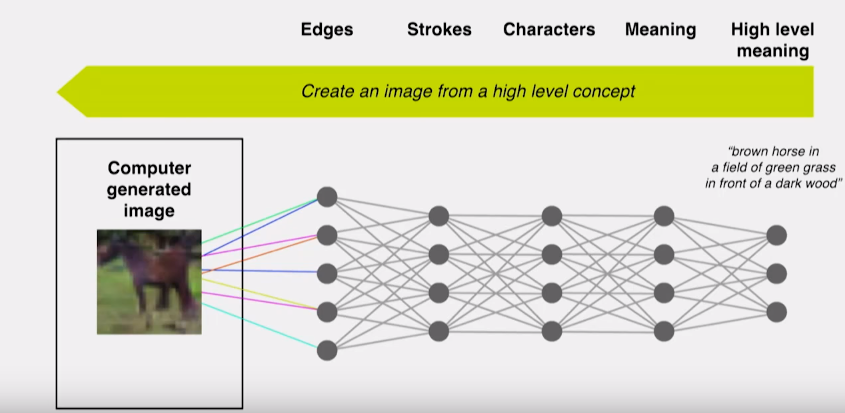 Edges Strokes Characters Meaning High level
meaning
Create an image from a high level concept
"brown horse in
a field of green grass
in front of a dark wood"
Computer
generated
image